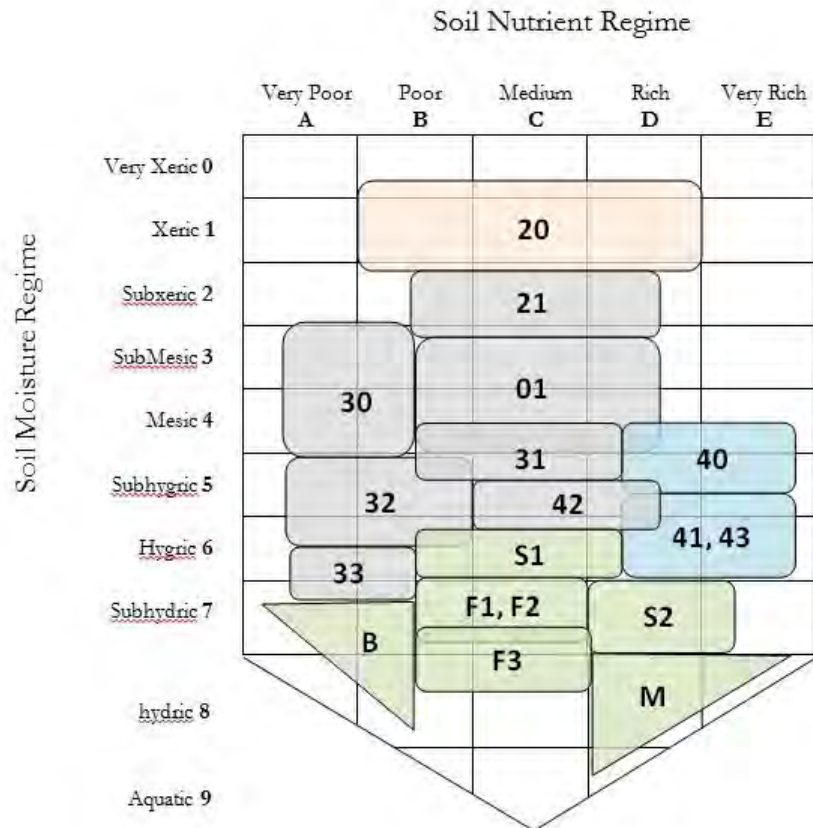 Soil Nutrient Regime
Very Poor Poor Medium Rich Very Rich
A B C D E
Soil Moisture Regime
Very Xeric 0
Xeric 1
Subxeric 2
SubMesic 3
Mesic 4
Subhygric 5
Hygric 6
Subhydric 7
hydric 8
Aquatic 9
20
21
01
30
31
40
32
42
41, 43
S1
33
F1, F2
S2
B
F3
M